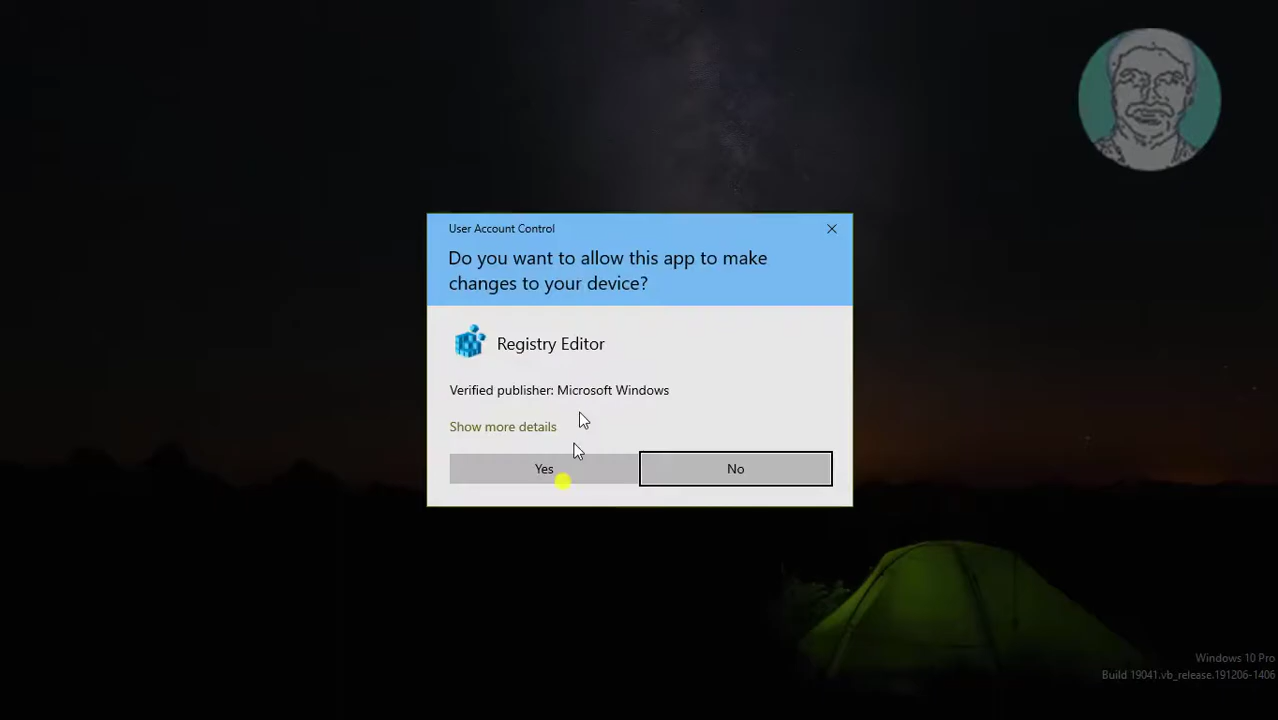 User Account Control
Do you want to allow this app to make
changes to your device?
Registry Editor
Verified publisher: Microsoft Windows
Show more details
Yes
No
Windows 10 Pro
Build 19041.vb_release.191206-1406